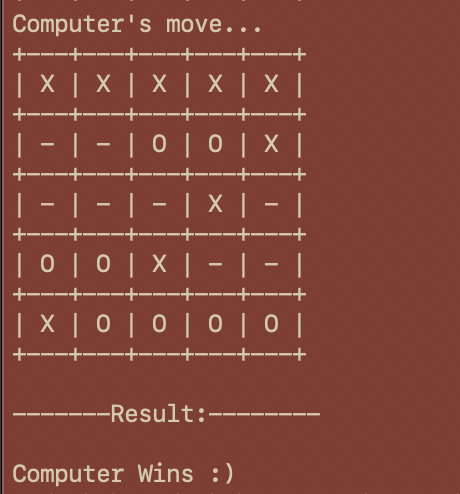 Computer's move...
+---+---+---+---+---+
| X | X | X | X | X |
+---+---+---+---+---+
| - | - | O | O | X |
+---+---+---+---+---+
| - | - | - | X | - |
+---+---+---+---+---+
| O | O | X | - | - |
+---+---+---+---+---+
| X | O | O | O | O |
+---+---+---+---+---+
-------Result:--------
Computer Wins :)